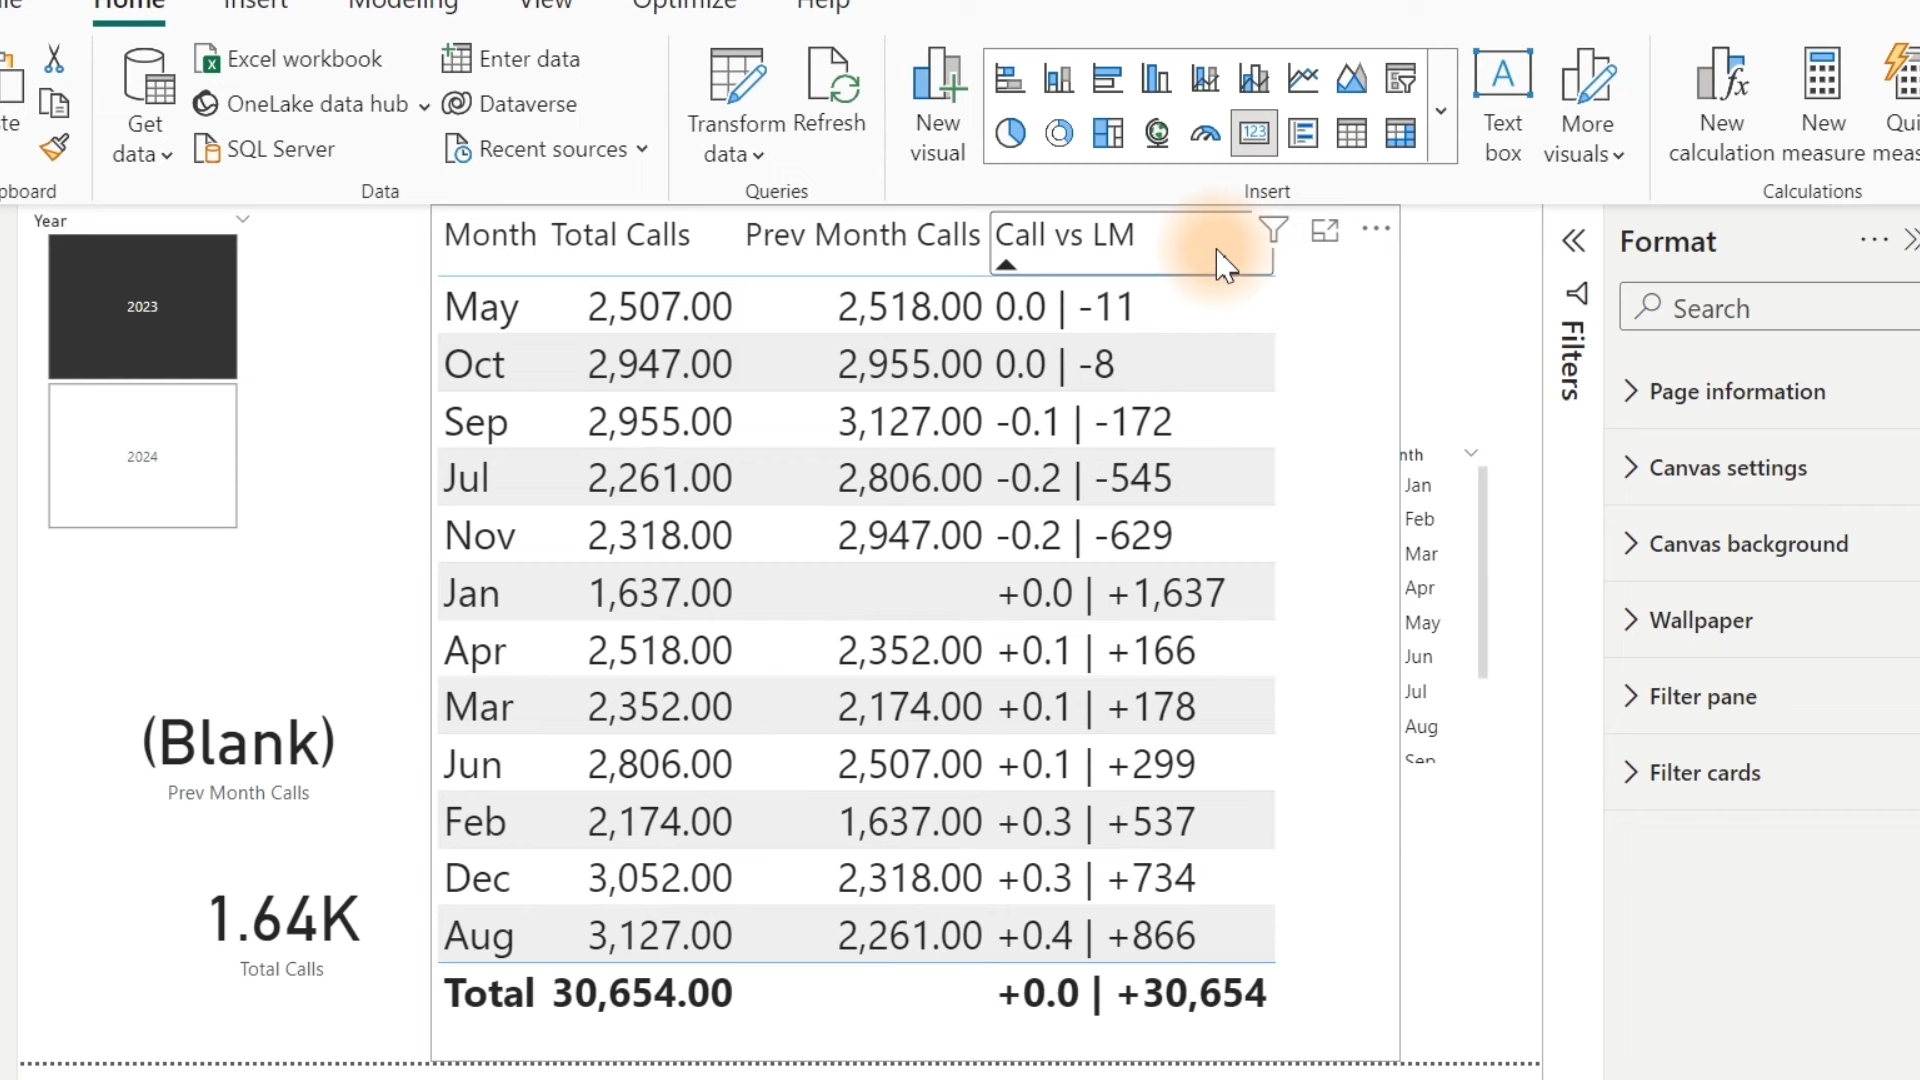 Home Insert Modeling View Optimize Help
Excel workbook
Enter data
OneLake data hub
Dataverse
Get data
SQL Server
Recent sources
Transform data
Refresh
New visual
123
A
Text box
More visuals
New calculation
New measure
Data
Queries
Insert
Calculations
Year
2023
2024
(Blank)
Prev Month Calls
1.64K
Total Calls
Month Total Calls Prev Month Calls Call vs LM
May 2,507.00 2,518.00 0.0 | -11
Oct 2,947.00 2,955.00 0.0 | -8
Sep 2,955.00 3,127.00 -0.1 | -172
Jul 2,261.00 2,806.00 -0.2 | -545
Nov 2,318.00 2,947.00 -0.2 | -629
Jan 1,637.00 +0.0 | +1,637
Apr 2,518.00 2,352.00 +0.1 | +166
Mar 2,352.00 2,174.00 +0.1 | +178
Jun 2,806.00 2,507.00 +0.1 | +299
Feb 2,174.00 1,637.00 +0.3 | +537
Dec 3,052.00 2,318.00 +0.3 | +734
Aug 3,127.00 2,261.00 +0.4 | +866
Total 30,654.00 +0.0 | +30,654
nth
Jan
Feb
Mar
Apr
May
Jun
Jul
Aug
Sep
Filters
Format
Search
Page information
Canvas settings
Canvas background
Wallpaper
Filter pane
Filter cards